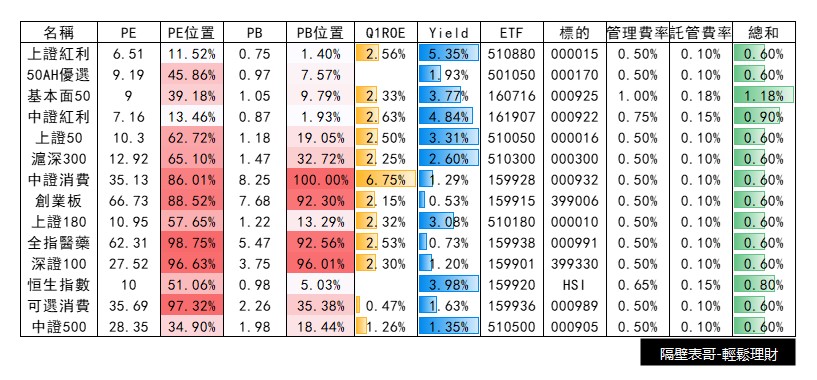 名稱 PE PE位置 PB PB位置 Q1ROE Yield ETF 標的 管理費率 託管費率 總和
上證紅利 6.51 11.52% 0.75 1.40% 2.56% 5.35% 510880 000015 0.50% 0.10% 0.60%
50AH優選 9.19 45.86% 0.97 7.57% 1.93% 501050 000170 0.50% 0.10% 0.60%
基本面50 9 39.18% 1.05 9.79% 2.33% 3.77% 160716 000925 1.00% 0.18% 1.18%
中證紅利 7.16 13.46% 0.87 1.93% 2.63% 4.84% 161907 000922 0.75% 0.15% 0.90%
上證50 10.3 62.72% 1.18 19.05% 2.50% 3.31% 510050 000016 0.50% 0.10% 0.60%
滬深300 12.92 65.10% 1.47 32.72% 2.25% 2.60% 510300 000300 0.50% 0.10% 0.60%
中證消費 35.13 86.01% 8.25 100.00% 6.75% 1.29% 159928 000932 0.50% 0.10% 0.60%
創業板 66.73 88.52% 7.68 92.30% 2.15% 0.53% 159915 399006 0.50% 0.10% 0.60%
上證180 10.95 57.65% 1.22 13.29% 2.32% 3.08% 510180 000010 0.50% 0.10% 0.60%
全指醫藥 62.31 98.75% 5.47 92.56% 2.53% 0.73% 159938 000991 0.50% 0.10% 0.60%
深證100 27.52 96.63% 3.75 96.01% 2.30% 1.20% 159901 399330 0.50% 0.10% 0.60%
恒生指數 10 51.06% 0.98 5.03% 3.98% 159920 HSI 0.65% 0.15% 0.80%
可選消費 35.69 97.32% 2.26 35.38% 0.47% 1.63% 159936 000989 0.50% 0.10% 0.60%
中證500 28.35 34.90% 1.98 18.44% 1.26% 1.35% 510500 000905 0.50% 0.10% 0.60%
隔壁表哥-輕鬆理財